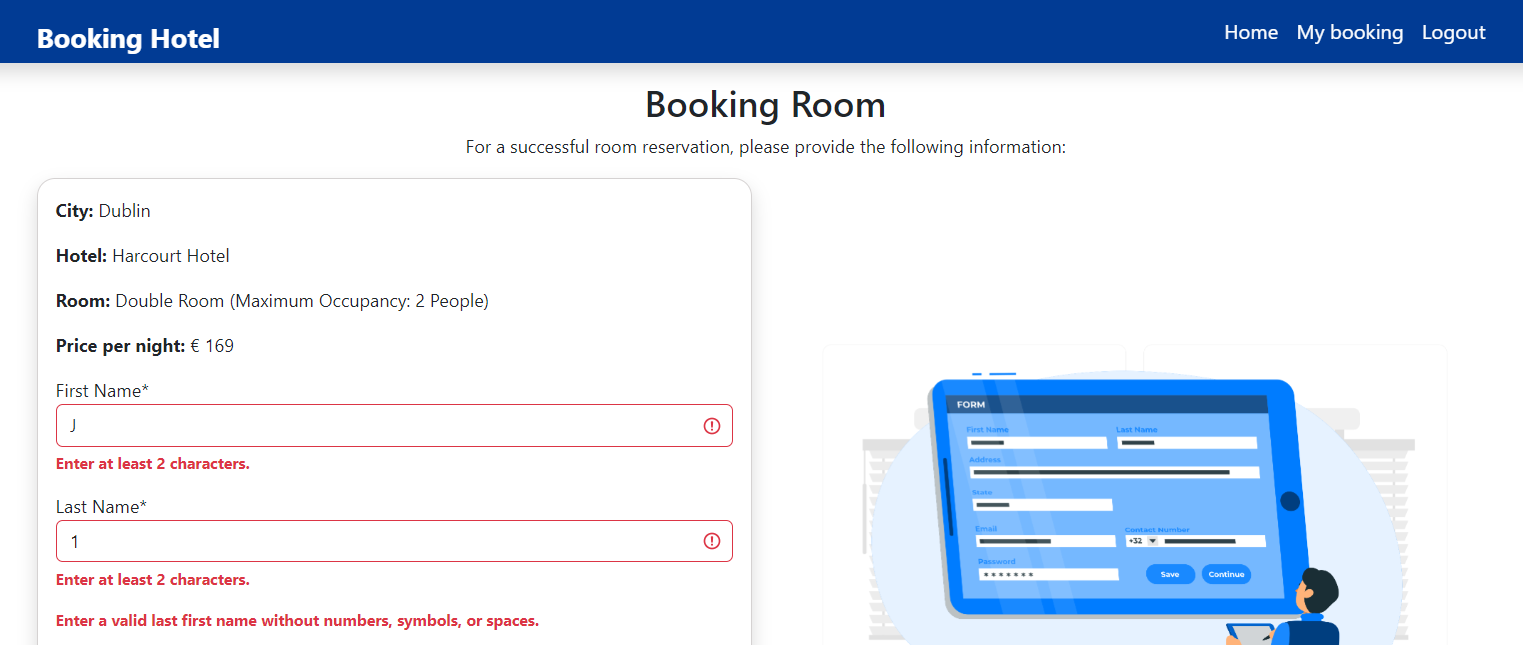 Booking Hotel
Home My booking Logout
Booking Room
For a successful room reservation, please provide the following information:
City: Dublin
Hotel: Harcourt Hotel
Room: Double Room (Maximum Occupancy: 2 People)
Price per night: € 169
First Name*
J
Enter at least 2 characters.
Last Name*
1
Enter at least 2 characters.
Enter a valid last first name without numbers, symbols, or spaces.
FORM
First Name Last Name
Address
State
Email Contact Number
+32
Password
*******
Save Continue